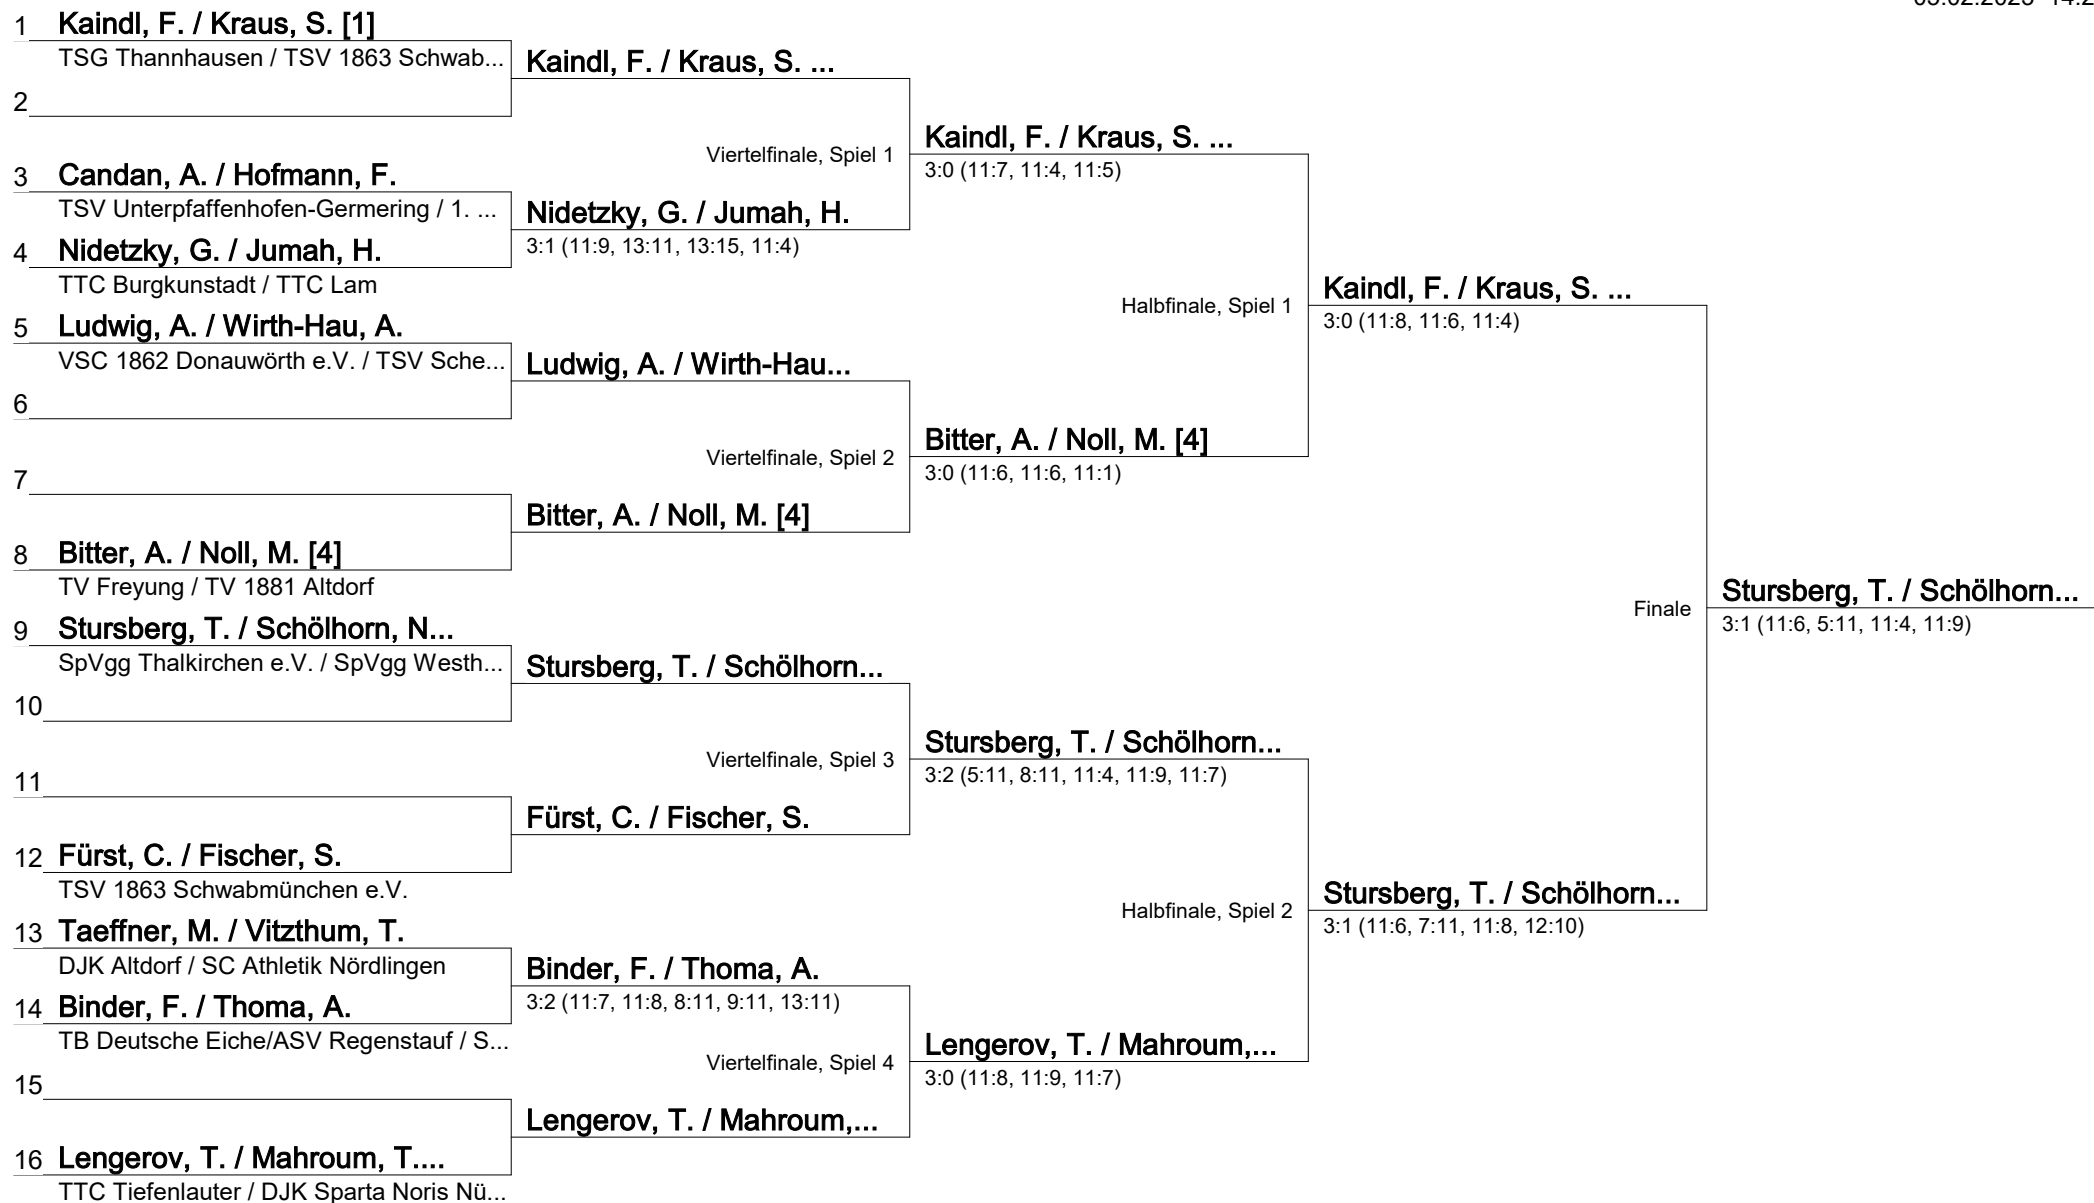 1 Kaindl, F. / Kraus, S. [1]
TSG Thannhausen / TSV 1863 Schwab...
Kaindl, F. / Kraus, S. ...
2
Viertelfinale, Spiel 1
Kaindl, F. / Kraus, S. ...
3:0 (11:7, 11:4, 11:5)
3 Candan, A. / Hofmann, F.
TSV Unterpfaffenhofen-Germering / 1. ...
Nidetzky, G. / Jumah, H.
3:1 (11:9, 13:11, 13:15, 11:4)
4 Nidetzky, G. / Jumah, H.
TTC Burgkunstadt / TTC Lam
Halbfinale, Spiel 1
Kaindl, F. / Kraus, S. ...
3:0 (11:8, 11:6, 11:4)
5 Ludwig, A. / Wirth-Hau, A.
VSC 1862 Donauwörth e.V. / TSV Sche...
Ludwig, A. / Wirth-Hau...
6
Viertelfinale, Spiel 2
Bitter, A. / Noll, M. [4]
3:0 (11:6, 11:6, 11:1)
7
Bitter, A. / Noll, M. [4]
8 Bitter, A. / Noll, M. [4]
TV Freyung / TV 1881 Altdorf
Finale
Stursberg, T. / Schölhorn...
3:1 (11:6, 5:11, 11:4, 11:9)
9 Stursberg, T. / Schölhorn, N...
SpVgg Thalkirchen e.V. / SpVgg Westh...
Stursberg, T. / Schölhorn...
10
Viertelfinale, Spiel 3
Stursberg, T. / Schölhorn...
3:2 (5:11, 8:11, 11:4, 11:9, 11:7)
11
Fürst, C. / Fischer, S.
12 Fürst, C. / Fischer, S.
TSV 1863 Schwabmünchen e.V.
Halbfinale, Spiel 2
Stursberg, T. / Schölhorn...
3:1 (11:6, 7:11, 11:8, 12:10)
13 Taeffner, M. / Vitzthum, T.
DJK Altdorf / SC Athletik Nördlingen
Binder, F. / Thoma, A.
3:2 (11:7, 11:8, 8:11, 9:11, 13:11)
14 Binder, F. / Thoma, A.
TB Deutsche Eiche/ASV Regenstauf / S...
Viertelfinale, Spiel 4
Lengerov, T. / Mahroum,...
3:0 (11:8, 11:9, 11:7)
15
Lengerov, T. / Mahroum,...
16 Lengerov, T. / Mahroum, T....
TTC Tiefenlauter / DJK Sparta Noris Nü...